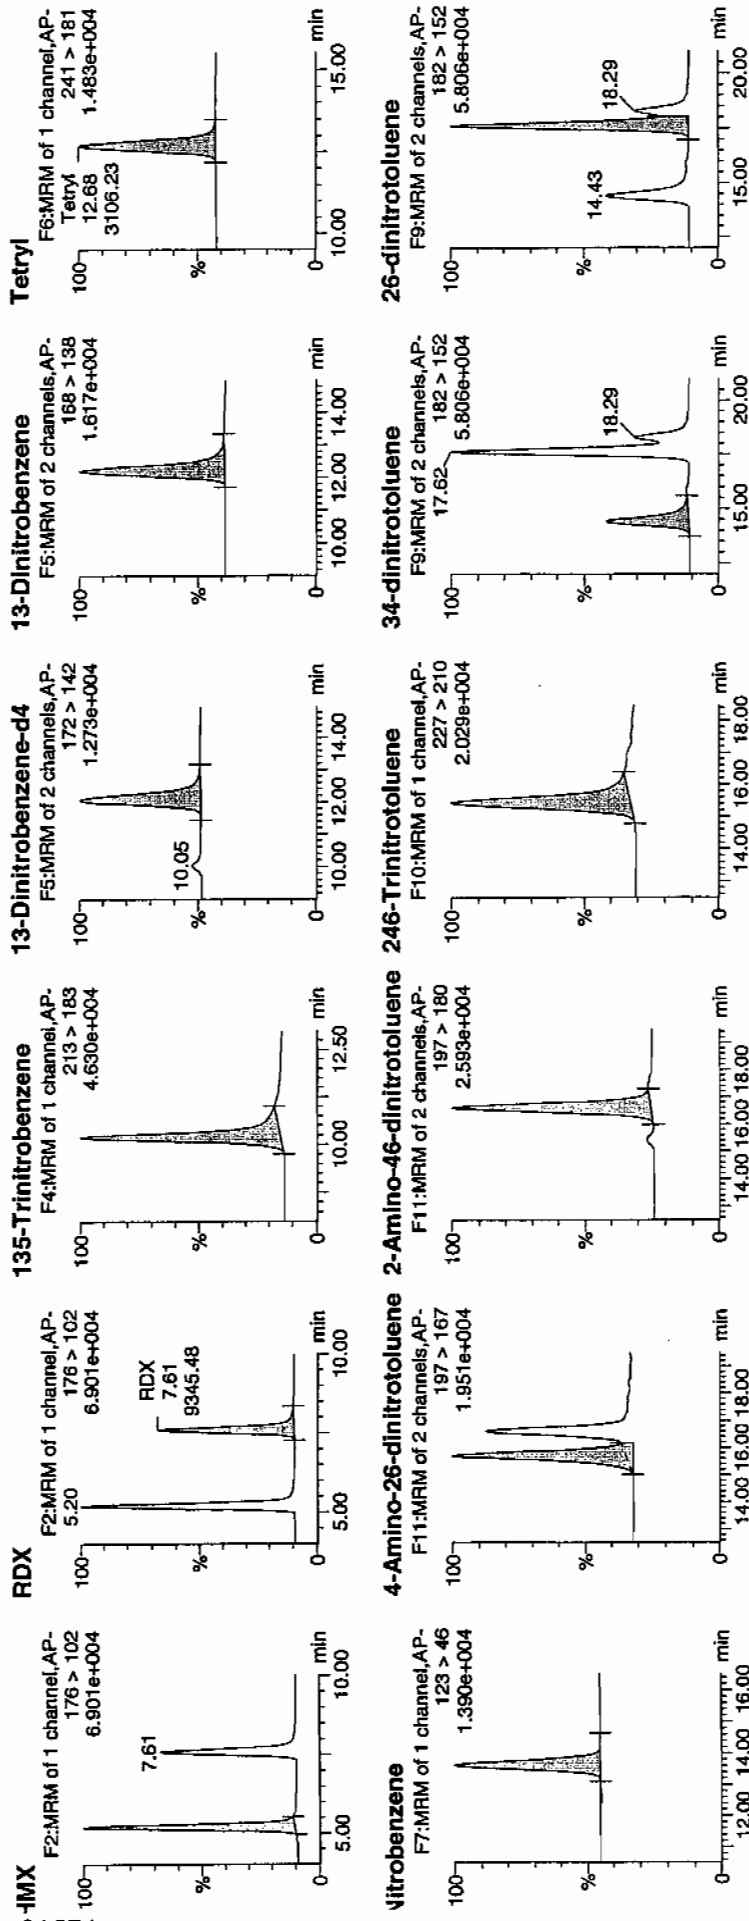 HMX
F2:MRM of 1 channel,AP-
176 > 102
6.901e+004
100
%
0
7.61
5.00
10.00
min
RDX
F2:MRM of 1 channel,AP-
176 > 102
6.901e+004
5.20
RDX
7.61
9345.48
100
%
0
5.00
10.00
min
135-Trinitrobenzene
F4:MRM of 1 channel,AP-
213 > 183
4.630e+004
100
%
0
10.00
12.50
min
13-Dinitrobenzene-d4
F5:MRM of 2 channels,AP-
172 > 142
1.273e+004
100
%
0
10.05
10.00
12.00
14.00
min
13-Dinitrobenzene
F5:MRM of 2 channels,AP-
168 > 138
1.617e+004
100
%
0
10.00
12.00
14.00
min
Tetryl
F6:MRM of 1 channel,AP-
241 > 181
1.483e+004
Tetryl
12.68
3106.23
100
%
0
10.00
15.00
min
Nitrobenzene
F7:MRM of 1 channel,AP-
123 > 46
1.390e+004
100
%
0
12.00
14.00
16.00
min
4-Amino-26-dinitrotoluene
F11:MRM of 2 channels,AP-
197 > 167
1.951e+004
100
%
0
14.00
16.00
18.00
min
2-Amino-46-dinitrotoluene
F11:MRM of 2 channels,AP-
197 > 180
2.593e+004
100
%
0
14.00
16.00
18.00
min
246-Trinitrotoluene
F10:MRM of 1 channel,AP-
227 > 210
2.029e+004
100
%
0
14.00
16.00
18.00
min
34-dinitrotoluene
F9:MRM of 2 channels,AP-
182 > 152
5.806e+004
17.62
18.29
100
%
0
15.00
20.00
min
26-dinitrotoluene
F9:MRM of 2 channels,AP-
182 > 152
5.806e+004
14.43
18.29
100
%
0
15.00
20.00
min